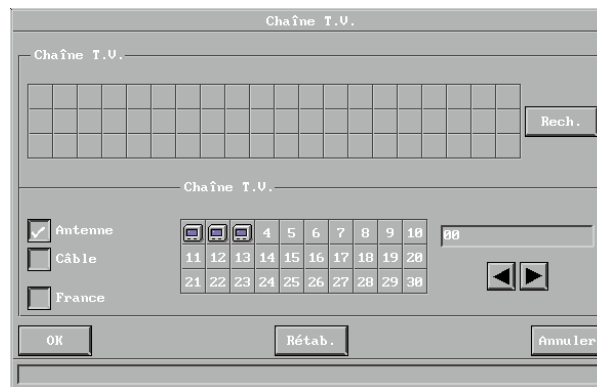 Chaîne T.V.
Chaîne T.V.
Rech.
Chaîne T.V.
Antenne
4 5 6 7 8 9 10
00
Câble
11 12 13 14 15 16 17 18 19 20
21 22 23 24 25 26 27 28 29 30
France
OK
Rétab.
Annuler